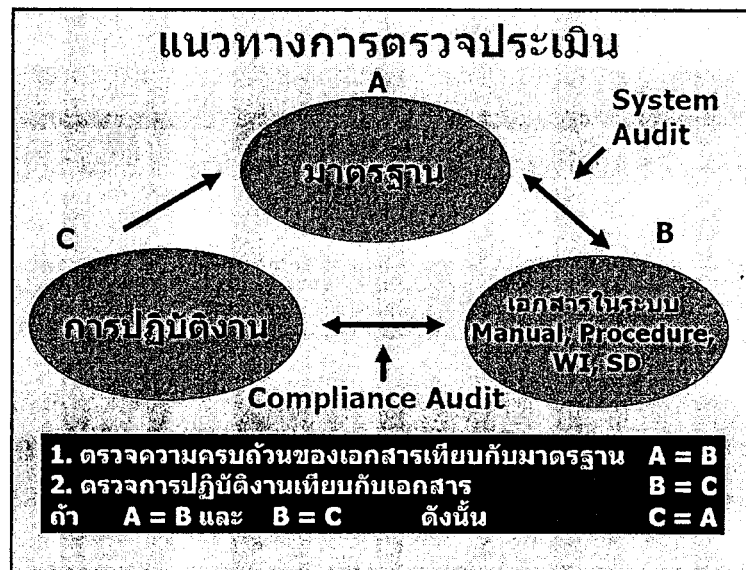 แนวทางการตรวจประเมิน
A
System
Audit
มาตรฐาน
C
B
การปฏิบัติงาน
เอกสารในระบบ
Manual, Procedure,
WI, SD
Compliance Audit
1. ตรวจความครบถ้วนของเอกสารเทียบกับมาตรฐาน A = B
2. ตรวจการปฏิบัติงานเทียบกับเอกสาร B = C
ถ้า A = B และ B = C ดังนั้น C = A